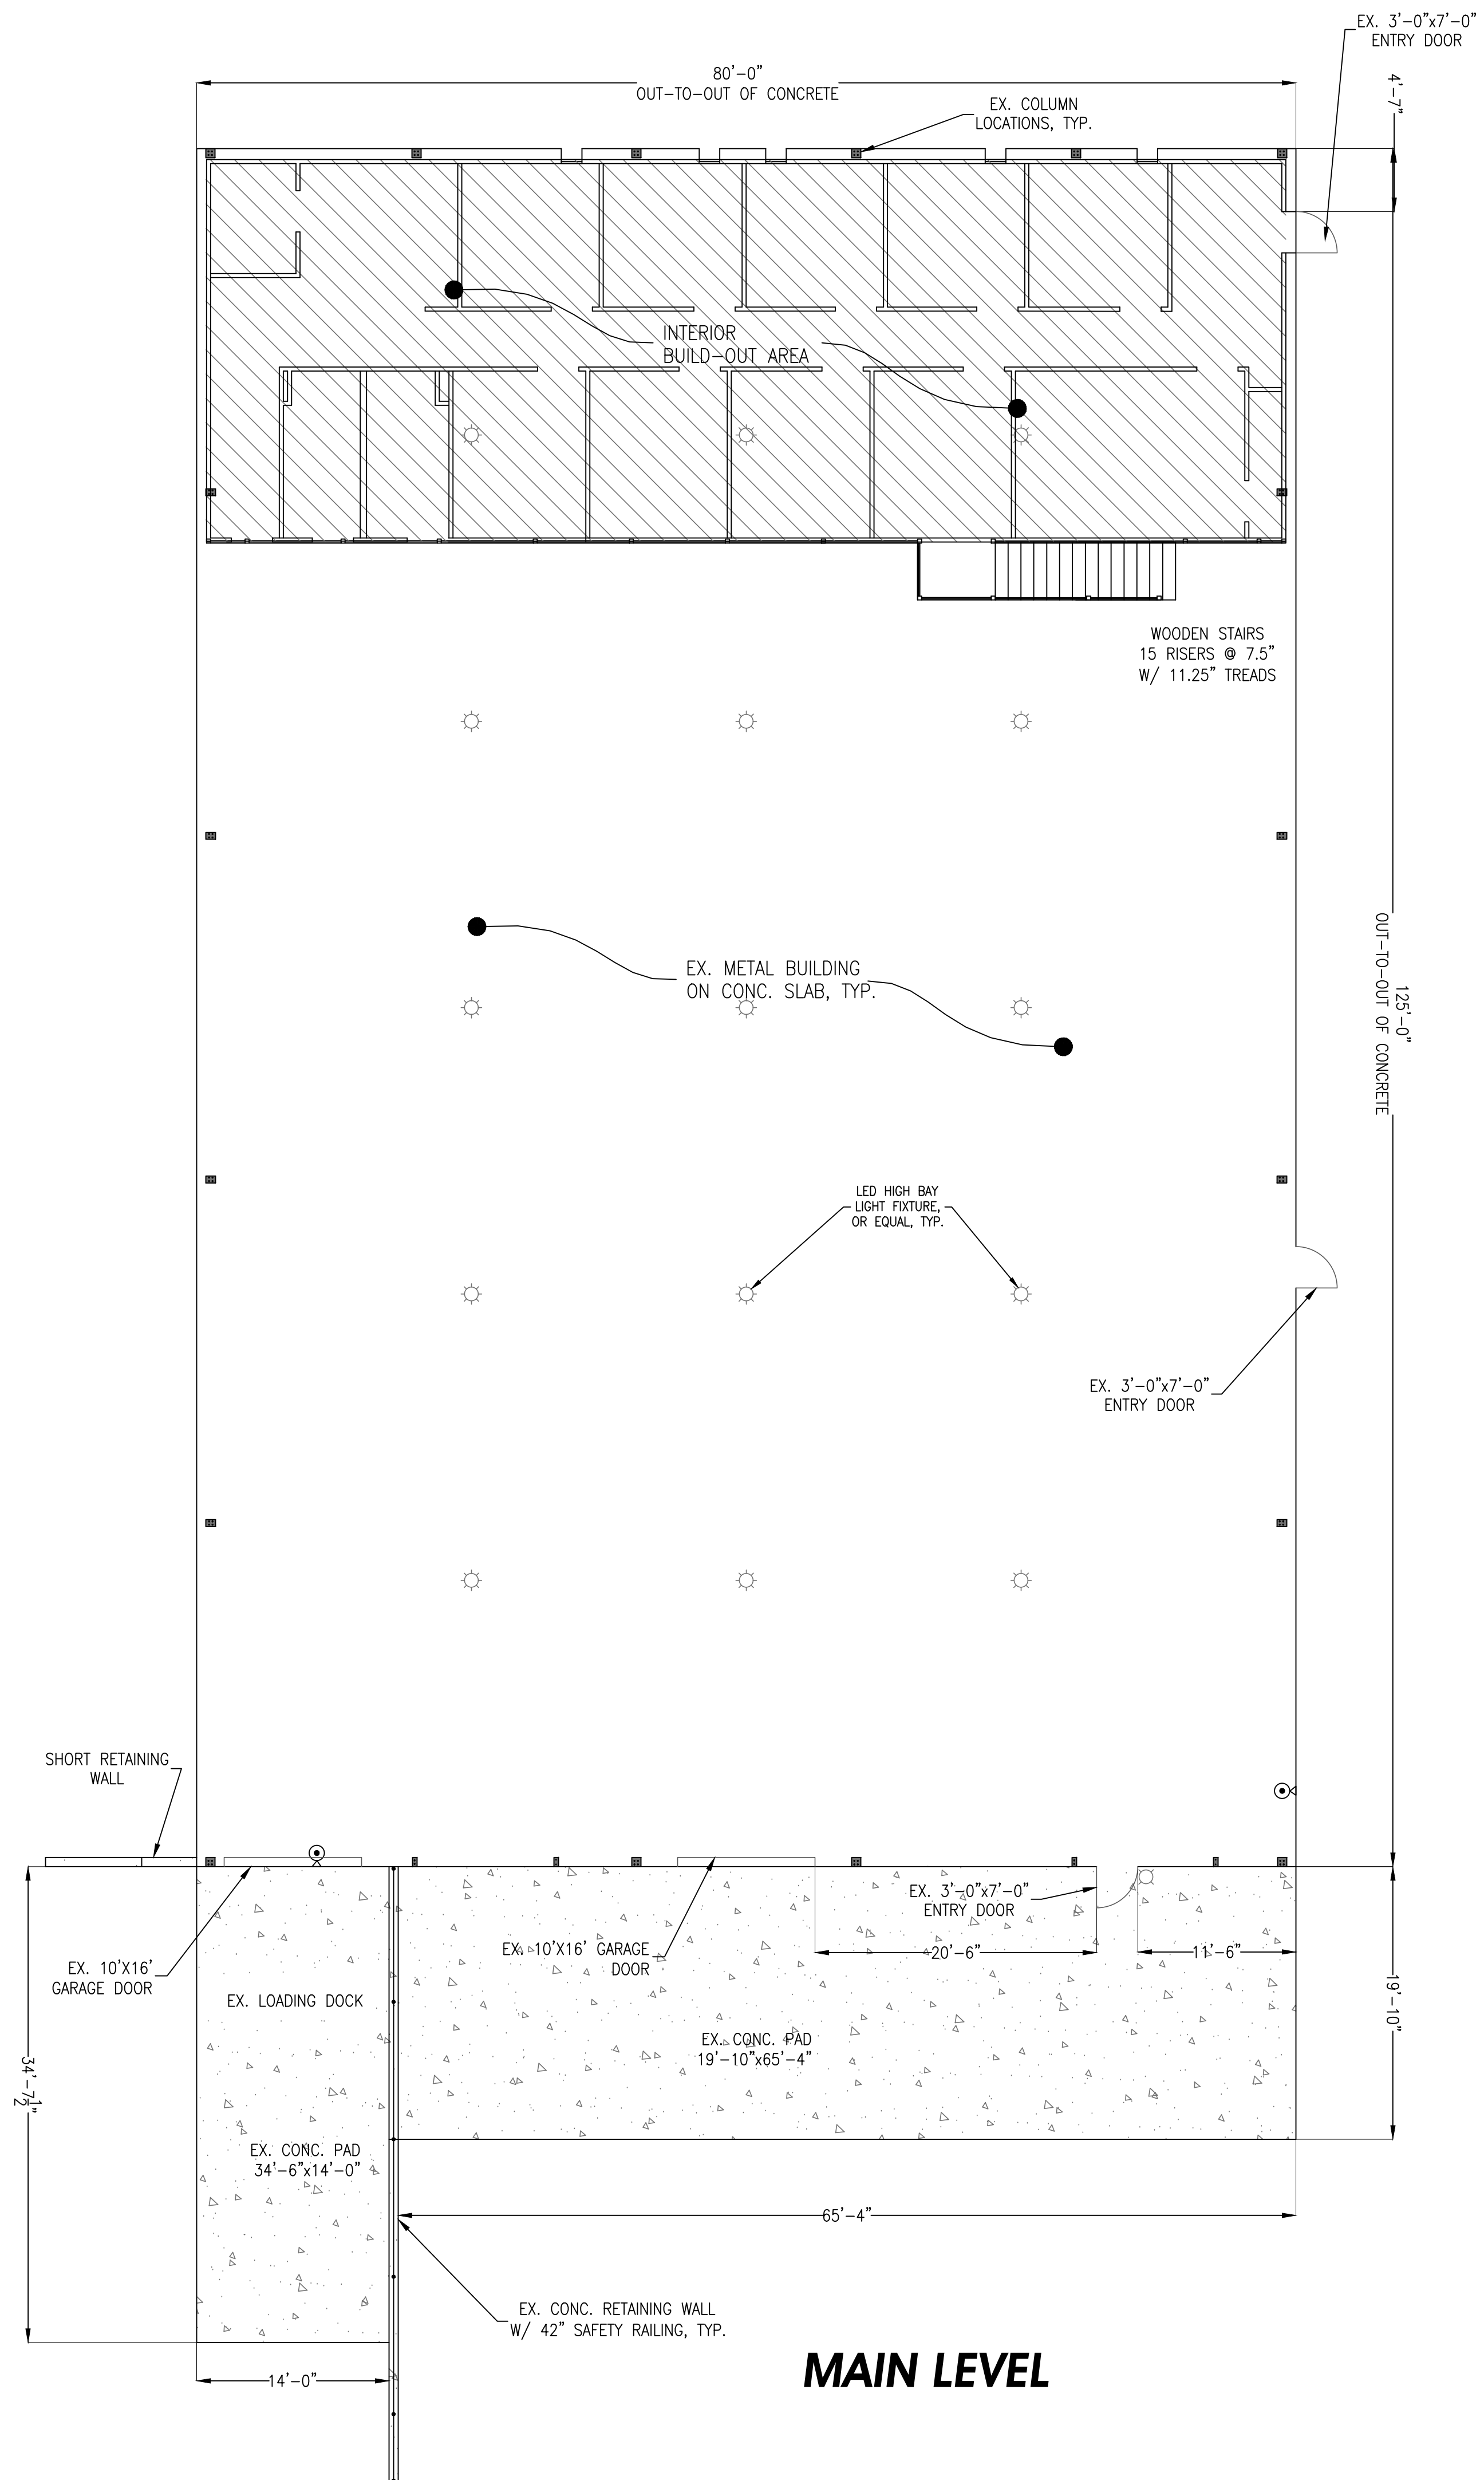 EX. 3'-0"x7'-0"
ENTRY DOOR
80'-0"
OUT-TO-OUT OF CONCRETE
4'-7"
EX. COLUMN
LOCATIONS, TYP.
INTERIOR
BUILD-OUT AREA
WOODEN STAIRS
15 RISERS @ 7.5"
W/ 11.25" TREADS
EX. METAL BUILDING
ON CONC. SLAB, TYP.
125'-0"
OUT-TO-OUT OF CONCRETE
LED HIGH BAY
LIGHT FIXTURE,
OR EQUAL, TYP.
EX. 3'-0"x7'-0"
ENTRY DOOR
SHORT RETAINING
WALL
EX. 3'-0"x7'-0"
ENTRY DOOR
EX. 10'X16' GARAGE
DOOR
20'-6"
11'-6"
EX. 10'X16'
GARAGE DOOR
EX. LOADING DOCK
19'-10"
EX. CONC. PAD
19'-10"x65'-4"
34'-7 1/2"
EX. CONC. PAD
34'-6"x14'-0"
65'-4"
EX. CONC. RETAINING WALL
W/ 42" SAFETY RAILING, TYP.
MAIN LEVEL
14'-0"